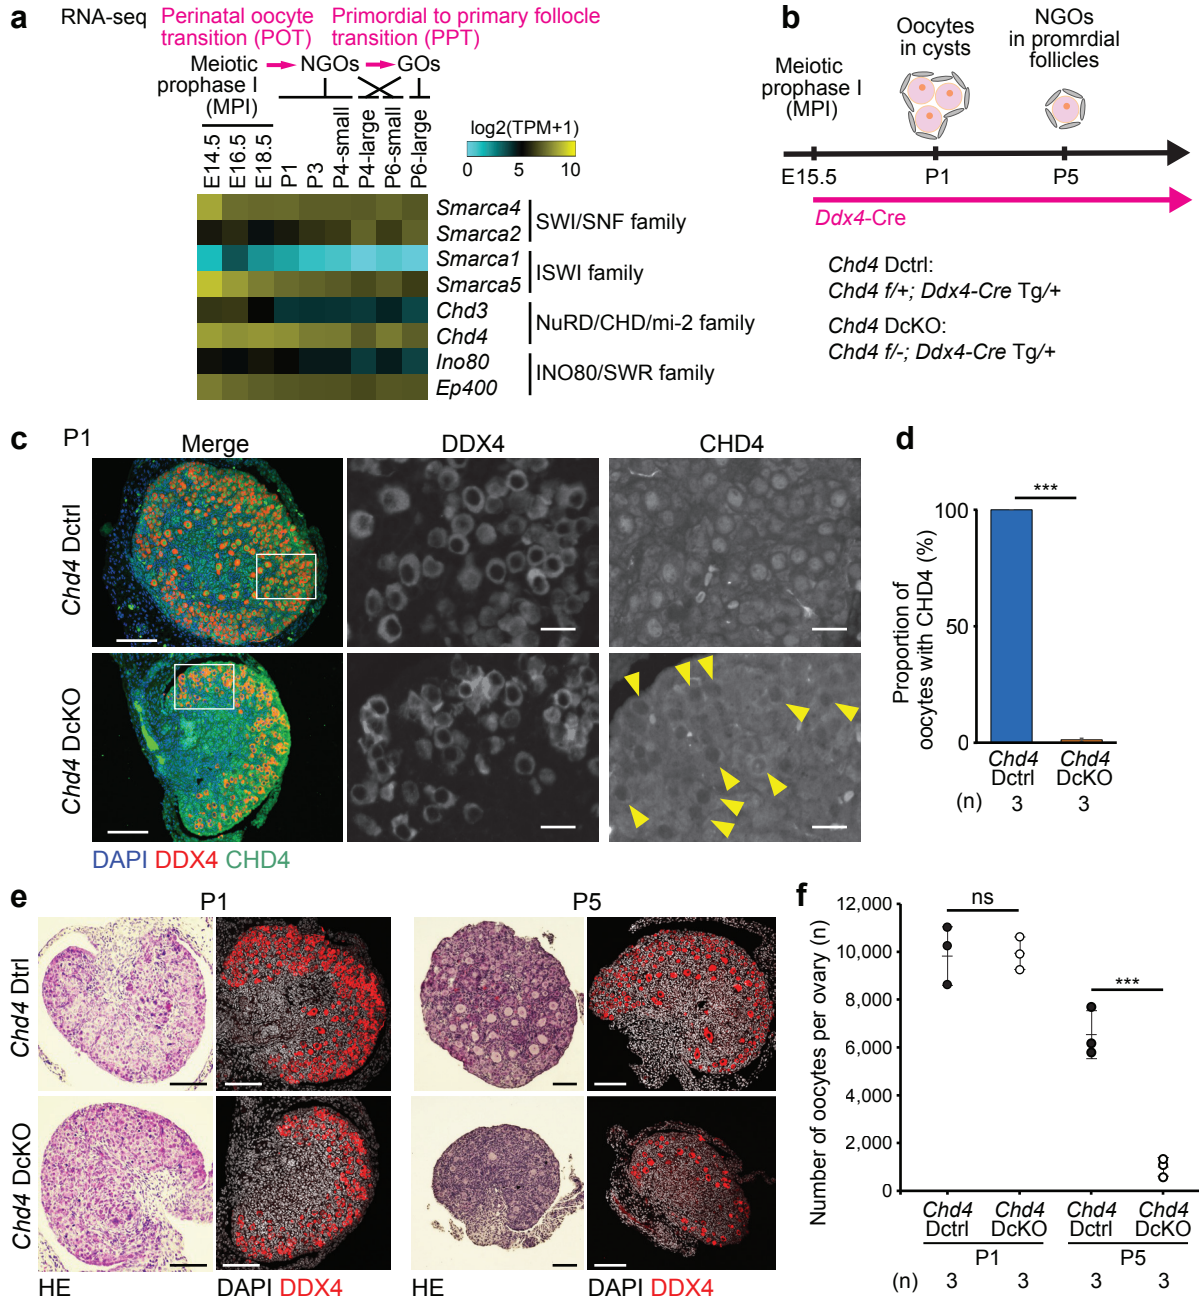 a
RNA-seq
Perinatal oocyte
transition (POT)
Primordial to primary follocle
transition (PPT)
Meiotic
prophase I
(MPI)
NGOs
GOs
E14.5
E16.5
E18.5
P1
P3
P4-small
P4-large
P6-small
P6-large
log2(TPM+1)
0 10
Smarca4
Smarca2
SWI/SNF family
Smarca1
Smarca5
ISWI family
Chd3
Chd4
NuRD/CHD/mi-2 family
Ino80
Ep400
INO80/SWR family
b
Meiotic
prophase I
(MPI)
Oocytes
in cysts
NGOs
in promrdial
follicles
E15.5 P1 P5
Ddx4-Cre
Chd4 Dctrl:
Chd4 f/+; Ddx4-Cre Tg/+
Chd4 DcKO:
Chd4 f/-; Ddx4-Cre Tg/+
c
P1
Merge DDX4 CHD4
Chd4 Dctrl
Chd4 DcKO
DAPI DDX4 CHD4
d
Proportion of
oocytes with CHD4 (%)
100
50
0
***
Chd4
Dctrl
Chd4
DcKO
(n) 3 3
e
P1 P5
Chd4 Dtrl
Chd4 DcKO
HE DAPI DDX4 HE DAPI DDX4
f
Number of oocytes per ovary (n)
12,000
10,000
8,000
6,000
4,000
2,000
0
ns
***
Chd4
Dctrl
Chd4
DcKO
Chd4
Dctrl
Chd4
DcKO
P1 P5
(n) 3 3 3 3